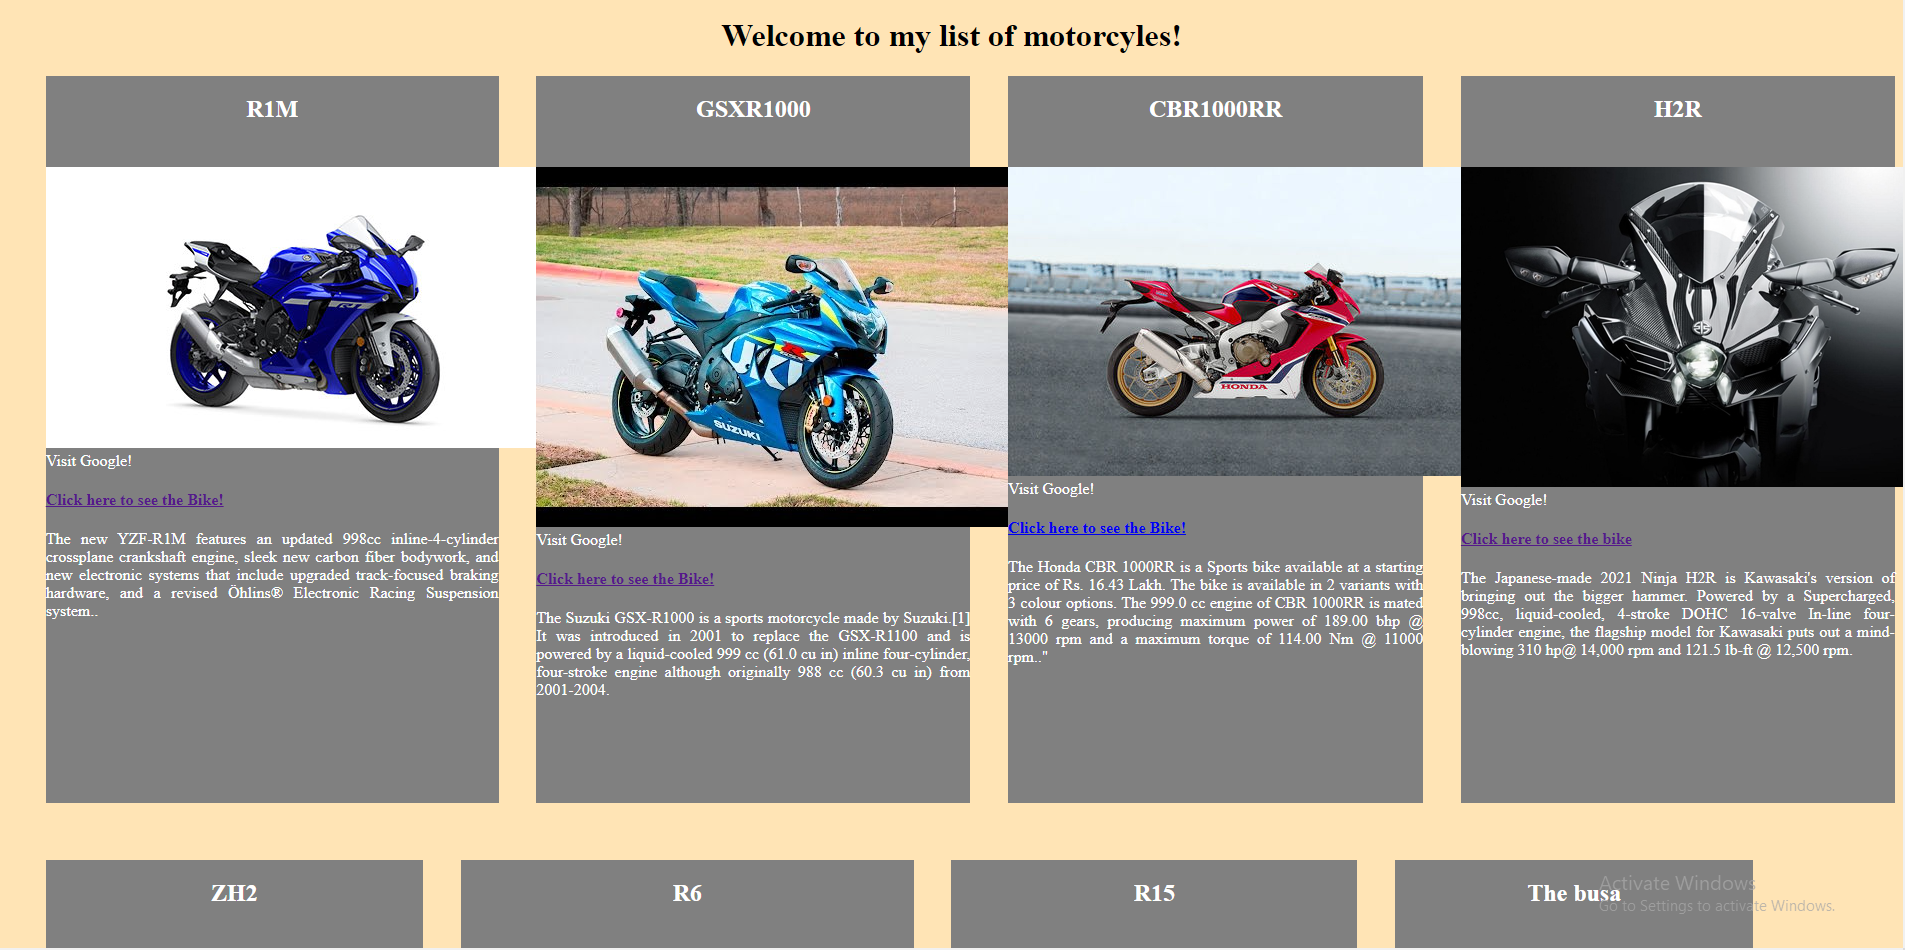 Welcome to my list of motorcyles!
R1M
Visit Google!
Click here to see the Bike!
The new YZF-R1M features an updated 998cc inline-4-cylinder
crossplane crankshaft engine, sleek new carbon fiber bodywork, and
new electronic systems that include upgraded track-focused braking
hardware, and a revised Öhlins® Electronic Racing Suspension
system..
GSXR1000
SUZUKI
Visit Google!
Click here to see the Bike!
The Suzuki GSX-R1000 is a sports motorcycle made by Suzuki.[1]
It was introduced in 2001 to replace the GSX-R1100 and is
powered by a liquid-cooled 999 cc (61.0 cu in) inline four-cylinder,
four-stroke engine although originally 988 cc (60.3 cu in) from
2001-2004.
CBR1000RR
HONDA
Visit Google!
Click here to see the Bike!
The Honda CBR 1000RR is a Sports bike available at a starting
price of Rs. 16.43 Lakh. The bike is available in 2 variants with
3 colour options. The 999.0 cc engine of CBR 1000RR is mated
with 6 gears, producing maximum power of 189.00 bhp @
13000 rpm and a maximum torque of 114.00 Nm @ 11000
rpm.."
H2R
Visit Google!
Click here to see the bike
The Japanese-made 2021 Ninja H2R is Kawasaki's version of
bringing out the bigger hammer. Powered by a Supercharged,
998cc, liquid-cooled, 4-stroke DOHC 16-valve In-line four-
cylinder engine, the flagship model for Kawasaki puts out a mind-
blowing 310 hp@ 14,000 rpm and 121.5 lb-ft @ 12,500 rpm.
ZH2
R6
R15
The busa
Activate Windows
Go to Settings to activate Windows.